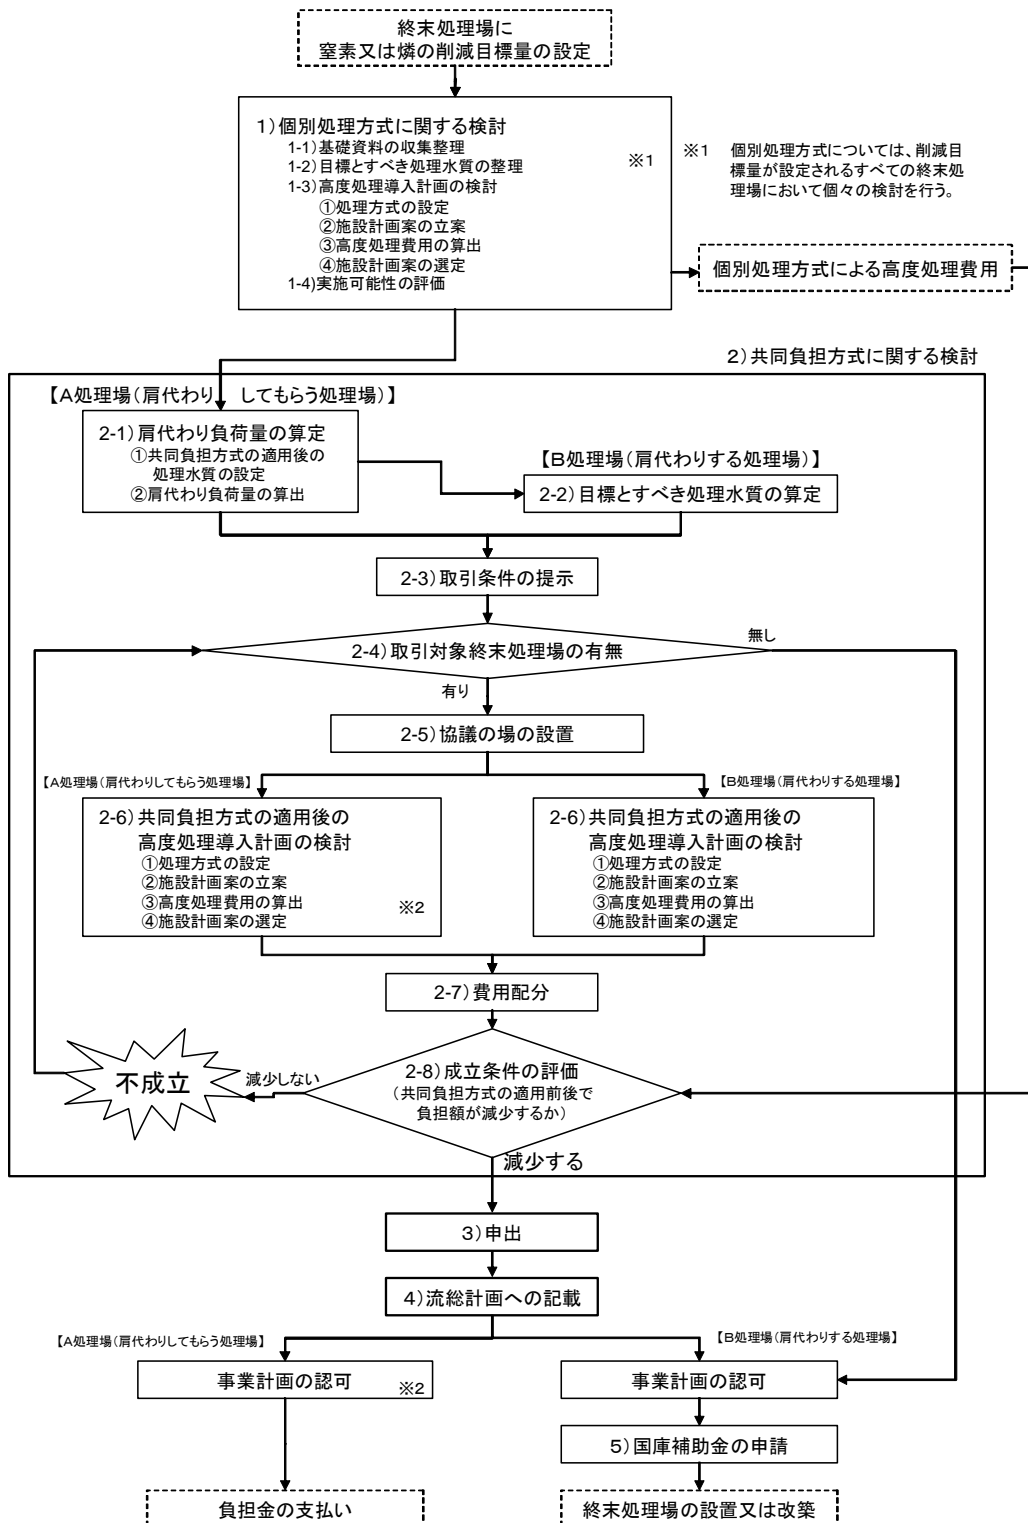 終末処理場に
窒素又は燐の削減目標量の設定
1）個別処理方式に関する検討
1-1）基礎資料の収集整理
1-2）目標とすべき処理水質の整理
※1
1-3）高度処理導入計画の検討
①処理方式の設定
②施設計画案の立案
③高度処理費用の算出
④施設計画案の選定
1-4)実施可能性の評価
※1 個別処理方式については、削減目
標量が設定されるすべての終末処
理場において個々の検討を行う。
個別処理方式による高度処理費用
2）共同負担方式に関する検討
【A処理場（肩代わり してもらう処理場）】
2-1）肩代わり負荷量の算定
①共同負担方式の適用後の
処理水質の設定
②肩代わり負荷量の算出
【B処理場（肩代わりする処理場）】
2-2）目標とすべき処理水質の算定
2-3）取引条件の提示
2-4）取引対象終末処理場の有無
無し
有り
2-5）協議の場の設置
【A処理場（肩代わりしてもらう処理場】
【B処理場（肩代わりする処理場】
2-6）共同負担方式の適用後の
高度処理導入計画の検討
①処理方式の設定
②施設計画案の立案
③高度処理費用の算出
※2
④施設計画案の選定
2-6）共同負担方式の適用後の
高度処理導入計画の検討
①処理方式の設定
②施設計画案の立案
③高度処理費用の算出
④施設計画案の選定
2-7）費用配分
2-8）成立条件の評価
（共同負担方式の適用前後で
負担額が減少するか）
減少しない
不成立
減少する
3）申出
4）流総計画への記載
【A処理場（肩代わりしてもらう処理場】
【B処理場（肩代わりする処理場】
事業計画の認可
※2
事業計画の認可
5）国庫補助金の申請
負担金の支払い
終末処理場の設置又は改築